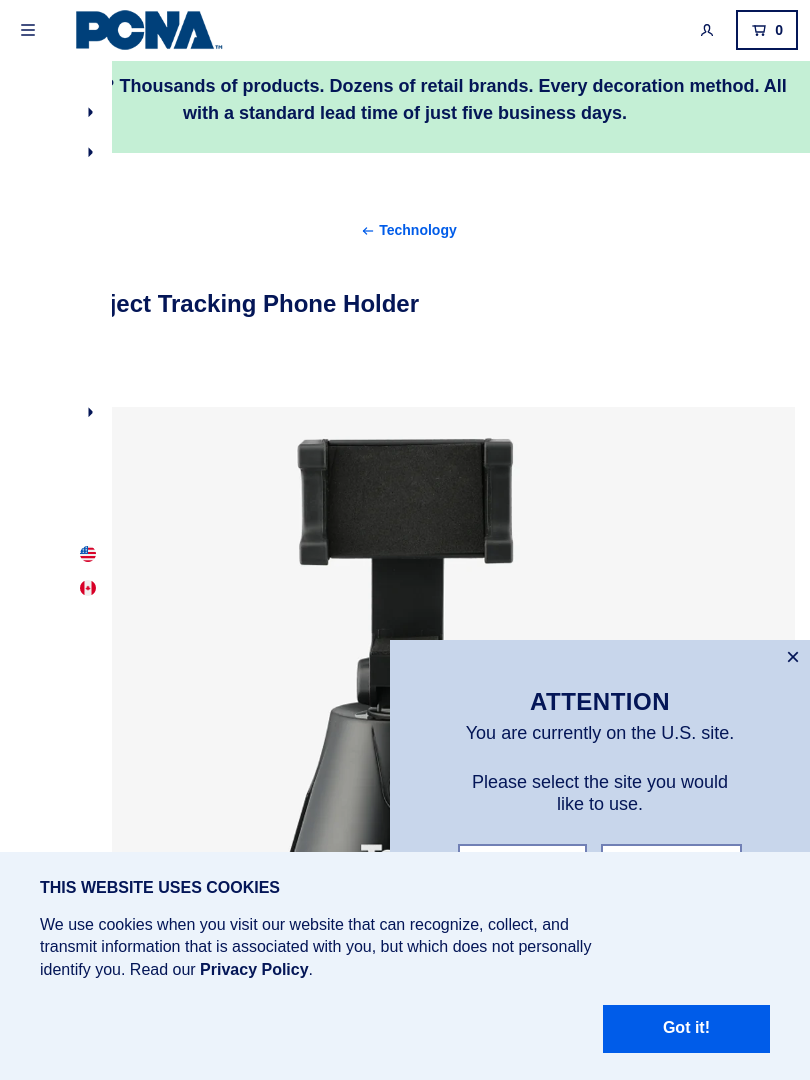 PCNA™
0
? Thousands of products. Dozens of retail brands. Every decoration method. All
with a standard lead time of just five business days.
Technology
ject Tracking Phone Holder
ATTENTION
You are currently on the U.S. site.
Please select the site you would
like to use.
THIS WEBSITE USES COOKIES
We use cookies when you visit our website that can recognize, collect, and
transmit information that is associated with you, but which does not personally
identify you. Read our Privacy Policy.
Got it!